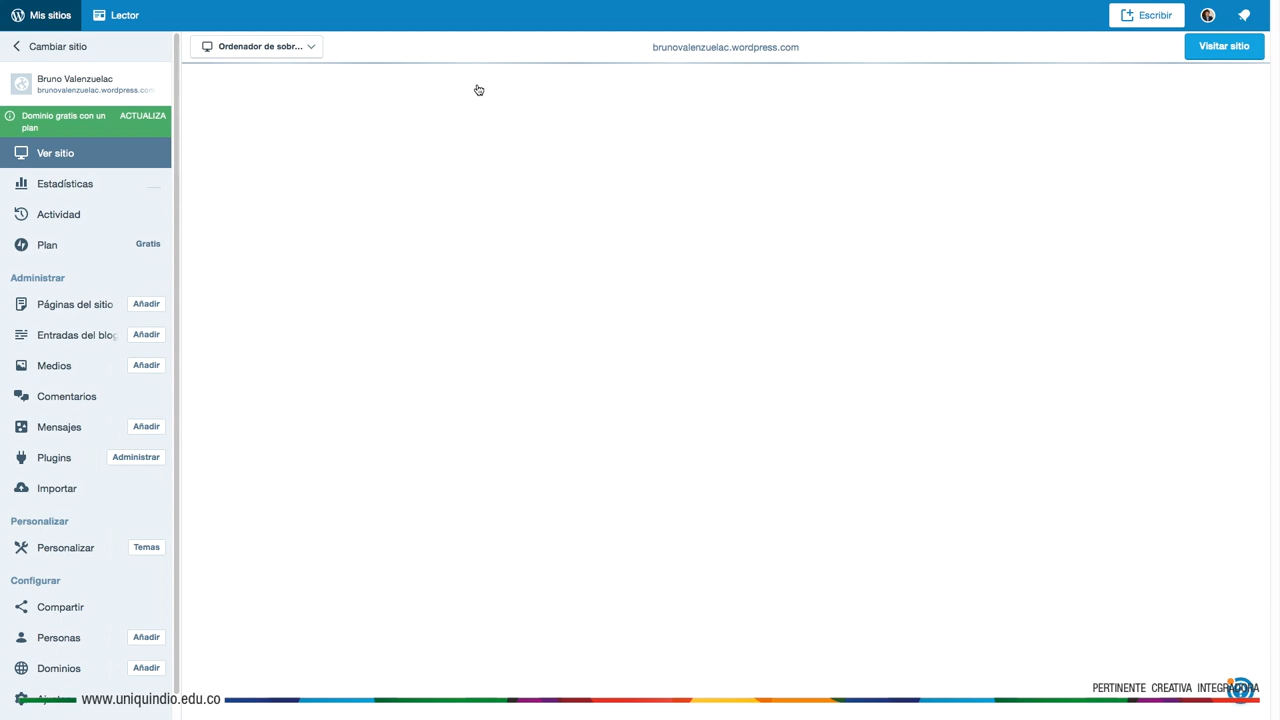 Mis sitios
Lector
Escribir
Cambiar sitio
Ordenador de sobr...
brunovalenzuelac.wordpress.com
Visitar sitio
Bruno Valenzuelac
brunovalenzuelac.wordpress.com
Dominio gratis con un plan
ACTUALIZA
Ver sitio
Estadísticas
Actividad
Plan
Gratis
Administrar
Páginas del sitio
Añadir
Entradas del blog
Añadir
Medios
Añadir
Comentarios
Mensajes
Añadir
Plugins
Administrar
Importar
Personalizar
Personalizar
Temas
Configurar
Compartir
Personas
Añadir
Dominios
Añadir
www.uniquindio.edu.co
PERTINENTE CREATIVA INTEGRADORA